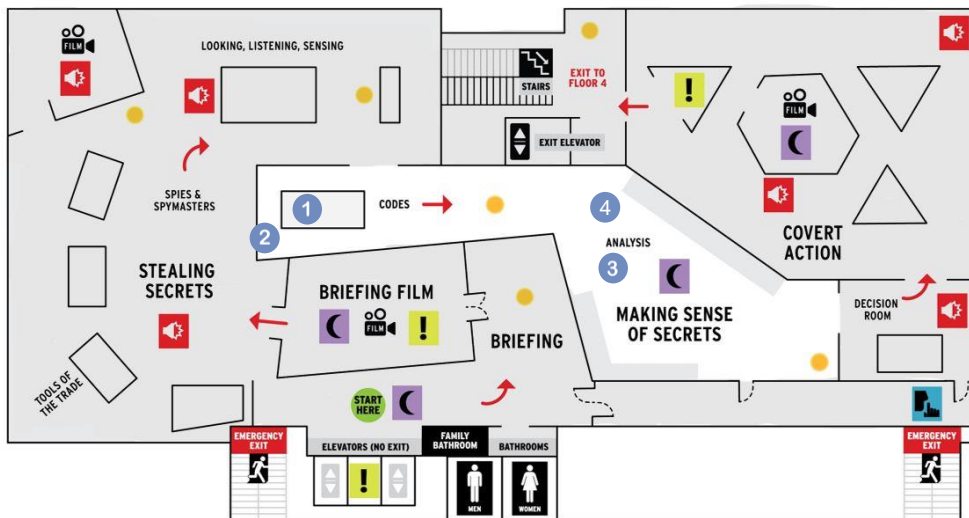 FILM
LOOKING, LISTENING, SENSING
STAIRS
EXIT TO
FLOOR 4
!
FILM
EXIT ELEVATOR
SPIES &
SPYMASTERS
1
CODES
2
4
ANALYSIS
3
COVERT
ACTION
STEALING
SECRETS
BRIEFING FILM
FILM
!
BRIEFING
MAKING SENSE
OF SECRETS
DECISION
ROOM
TOOLS OF
THE TRADE
START
HERE
EMERGENCY
EXIT
ELEVATORS (NO EXIT)
!
FAMILY
BATHROOM
BATHROOMS
MEN
WOMEN
EMERGENCY
EXIT